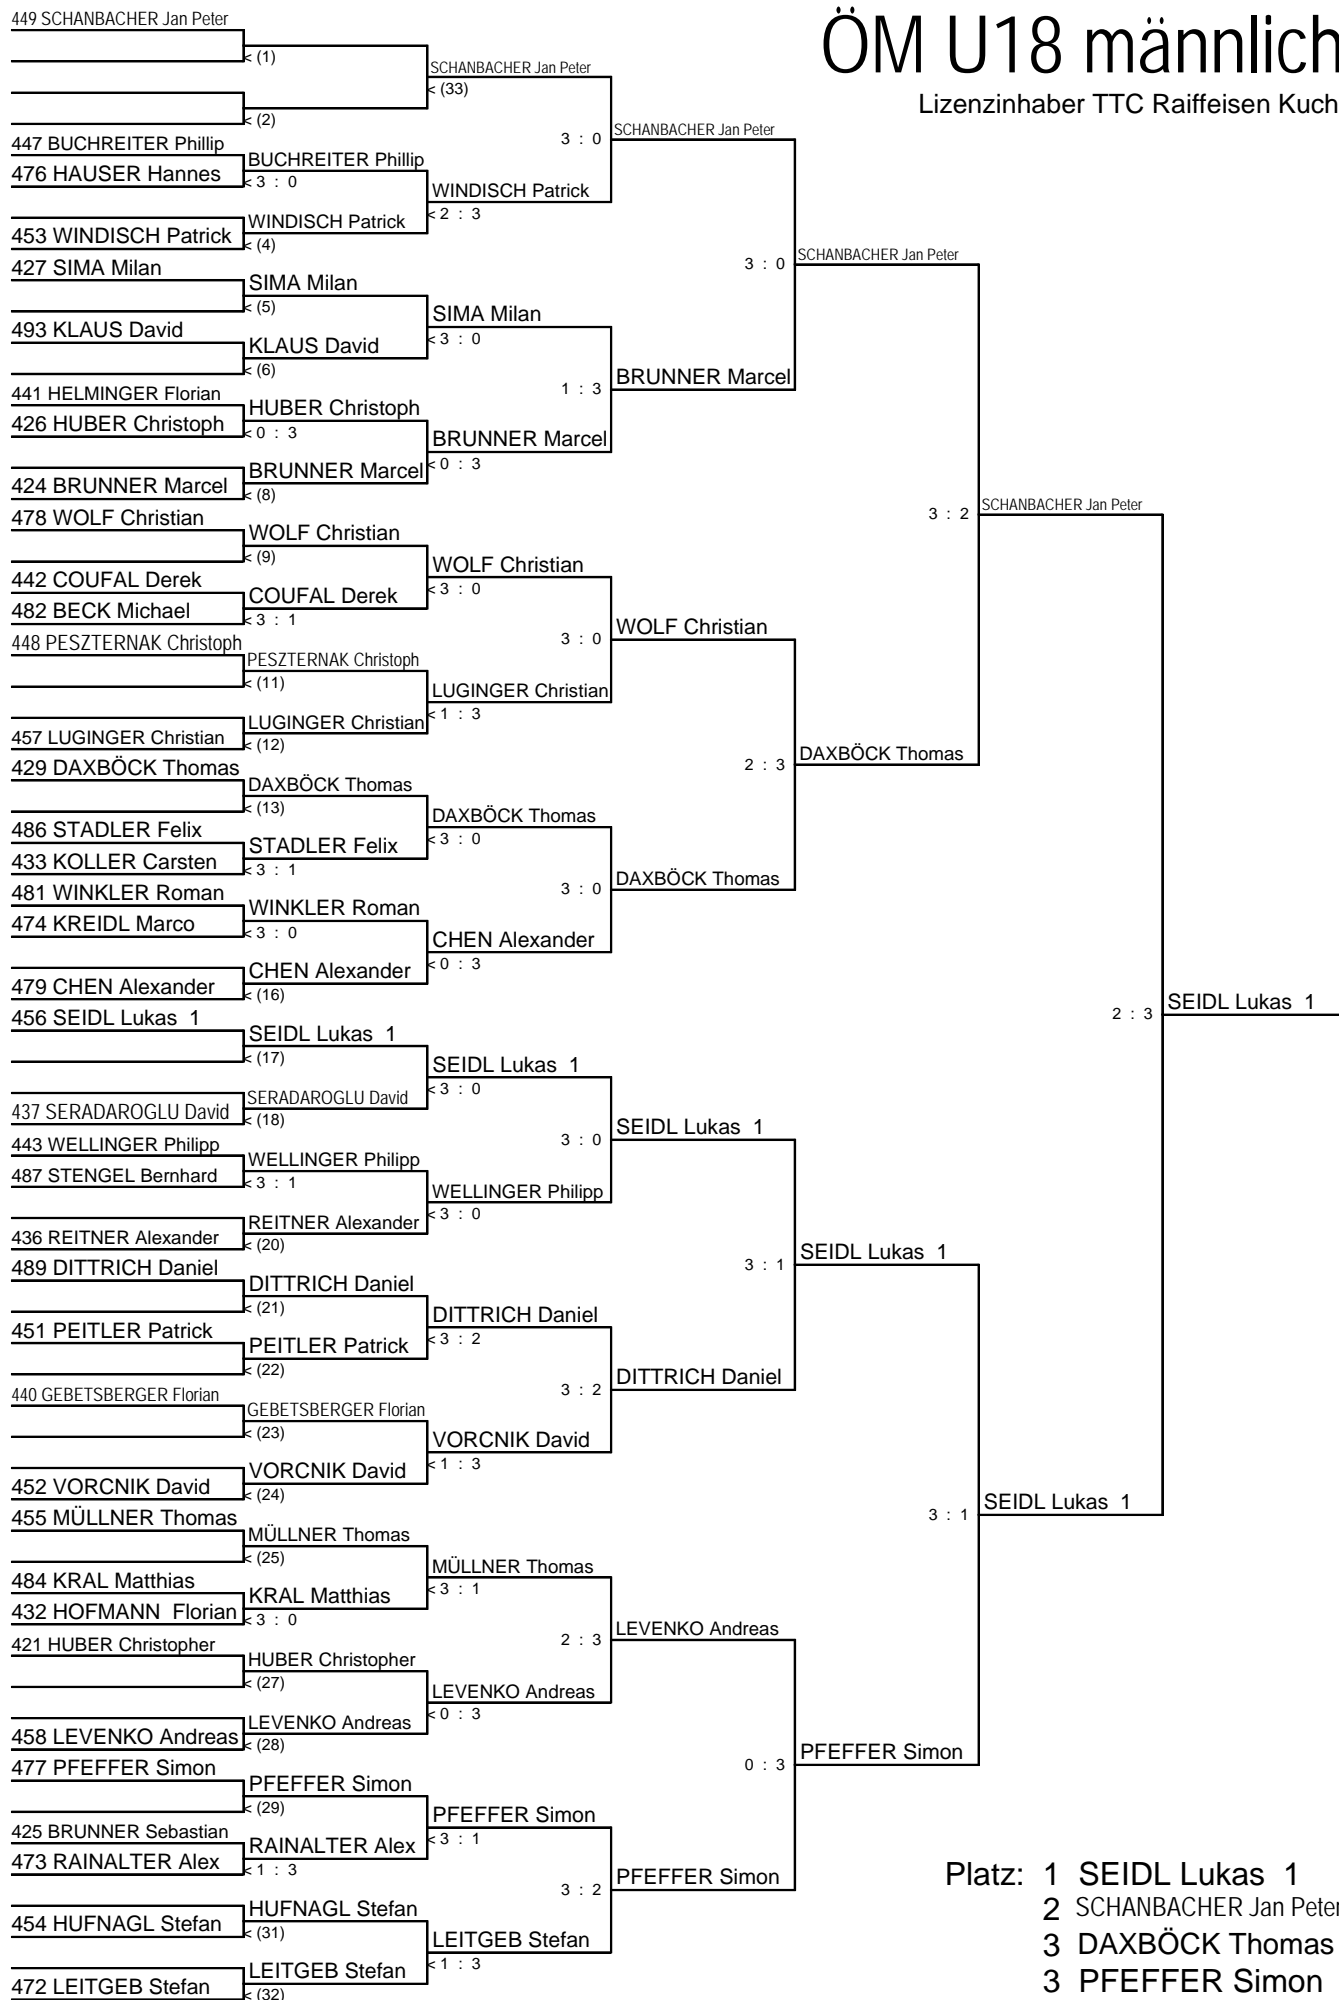 ÖM U18 männlich
Lizenzinhaber TTC Raiffeisen Kuchl
449 SCHANBACHER Jan Peter
< (1)
< (2)
447 BUCHREITER Phillip
476 HAUSER Hannes
< 3 : 0
453 WINDISCH Patrick
< (4)
427 SIMA Milan
< (5)
493 KLAUS David
< (6)
441 HELMINGER Florian
426 HUBER Christoph
< 0 : 3
424 BRUNNER Marcel
< (8)
478 WOLF Christian
< (9)
442 COUFAL Derek
482 BECK Michael
< 3 : 1
448 PESZTERNAK Christoph
< (11)
457 LUGINGER Christian
< (12)
429 DAXBÖCK Thomas
< (13)
486 STADLER Felix
433 KOLLER Carsten
< 3 : 1
481 WINKLER Roman
474 KREIDL Marco
< 3 : 0
479 CHEN Alexander
< (16)
456 SEIDL Lukas 1
< (17)
437 SERADAROGLU David
< (18)
443 WELLINGER Philipp
487 STENGEL Bernhard
< 3 : 1
436 REITNER Alexander
< (20)
489 DITTRICH Daniel
< (21)
451 PEITLER Patrick
< (22)
440 GEBETSBERGER Florian
< (23)
452 VORCNIK David
< (24)
455 MÜLLNER Thomas
< (25)
484 KRAL Matthias
432 HOFMANN Florian
< 3 : 0
421 HUBER Christopher
< (27)
458 LEVENKO Andreas
< (28)
477 PFEFFER Simon
< (29)
425 BRUNNER Sebastian
473 RAINALTER Alex
< 1 : 3
454 HUFNAGL Stefan
< (31)
472 LEITGEB Stefan
< (32)
BUCHREITER Phillip
WINDISCH Patrick
SIMA Milan
KLAUS David
HUBER Christoph
BRUNNER Marcel
WOLF Christian
COUFAL Derek
PESZTERNAK Christoph
LUGINGER Christian
DAXBÖCK Thomas
STADLER Felix
WINKLER Roman
CHEN Alexander
SEIDL Lukas 1
SERADAROGLU David
WELLINGER Philipp
REITNER Alexander
DITTRICH Daniel
PEITLER Patrick
GEBETSBERGER Florian
VORCNIK David
MÜLLNER Thomas
KRAL Matthias
HUBER Christopher
LEVENKO Andreas
PFEFFER Simon
RAINALTER Alex
HUFNAGL Stefan
LEITGEB Stefan
SCHANBACHER Jan Peter
< (33)
WINDISCH Patrick
< 2 : 3
SIMA Milan
< 3 : 0
BRUNNER Marcel
< 0 : 3
WOLF Christian
< 3 : 0
LUGINGER Christian
< 1 : 3
DAXBÖCK Thomas
< 3 : 0
CHEN Alexander
< 0 : 3
SEIDL Lukas 1
< 3 : 0
WELLINGER Philipp
< 3 : 0
DITTRICH Daniel
< 3 : 2
VORCNIK David
< 1 : 3
MÜLLNER Thomas
< 3 : 1
LEVENKO Andreas
< 0 : 3
PFEFFER Simon
< 3 : 1
LEITGEB Stefan
< 1 : 3
3 : 0 SCHANBACHER Jan Peter
1 : 3 BRUNNER Marcel
3 : 0 WOLF Christian
3 : 0 DAXBÖCK Thomas
3 : 0 SEIDL Lukas 1
3 : 2 DITTRICH Daniel
2 : 3 LEVENKO Andreas
3 : 2 PFEFFER Simon
3 : 0 SCHANBACHER Jan Peter
2 : 3 DAXBÖCK Thomas
3 : 1 SEIDL Lukas 1
0 : 3 PFEFFER Simon
3 : 2 SCHANBACHER Jan Peter
3 : 1 SEIDL Lukas 1
2 : 3 SEIDL Lukas 1
Platz: 1 SEIDL Lukas 1
2 SCHANBACHER Jan Peter
3 DAXBÖCK Thomas
3 PFEFFER Simon